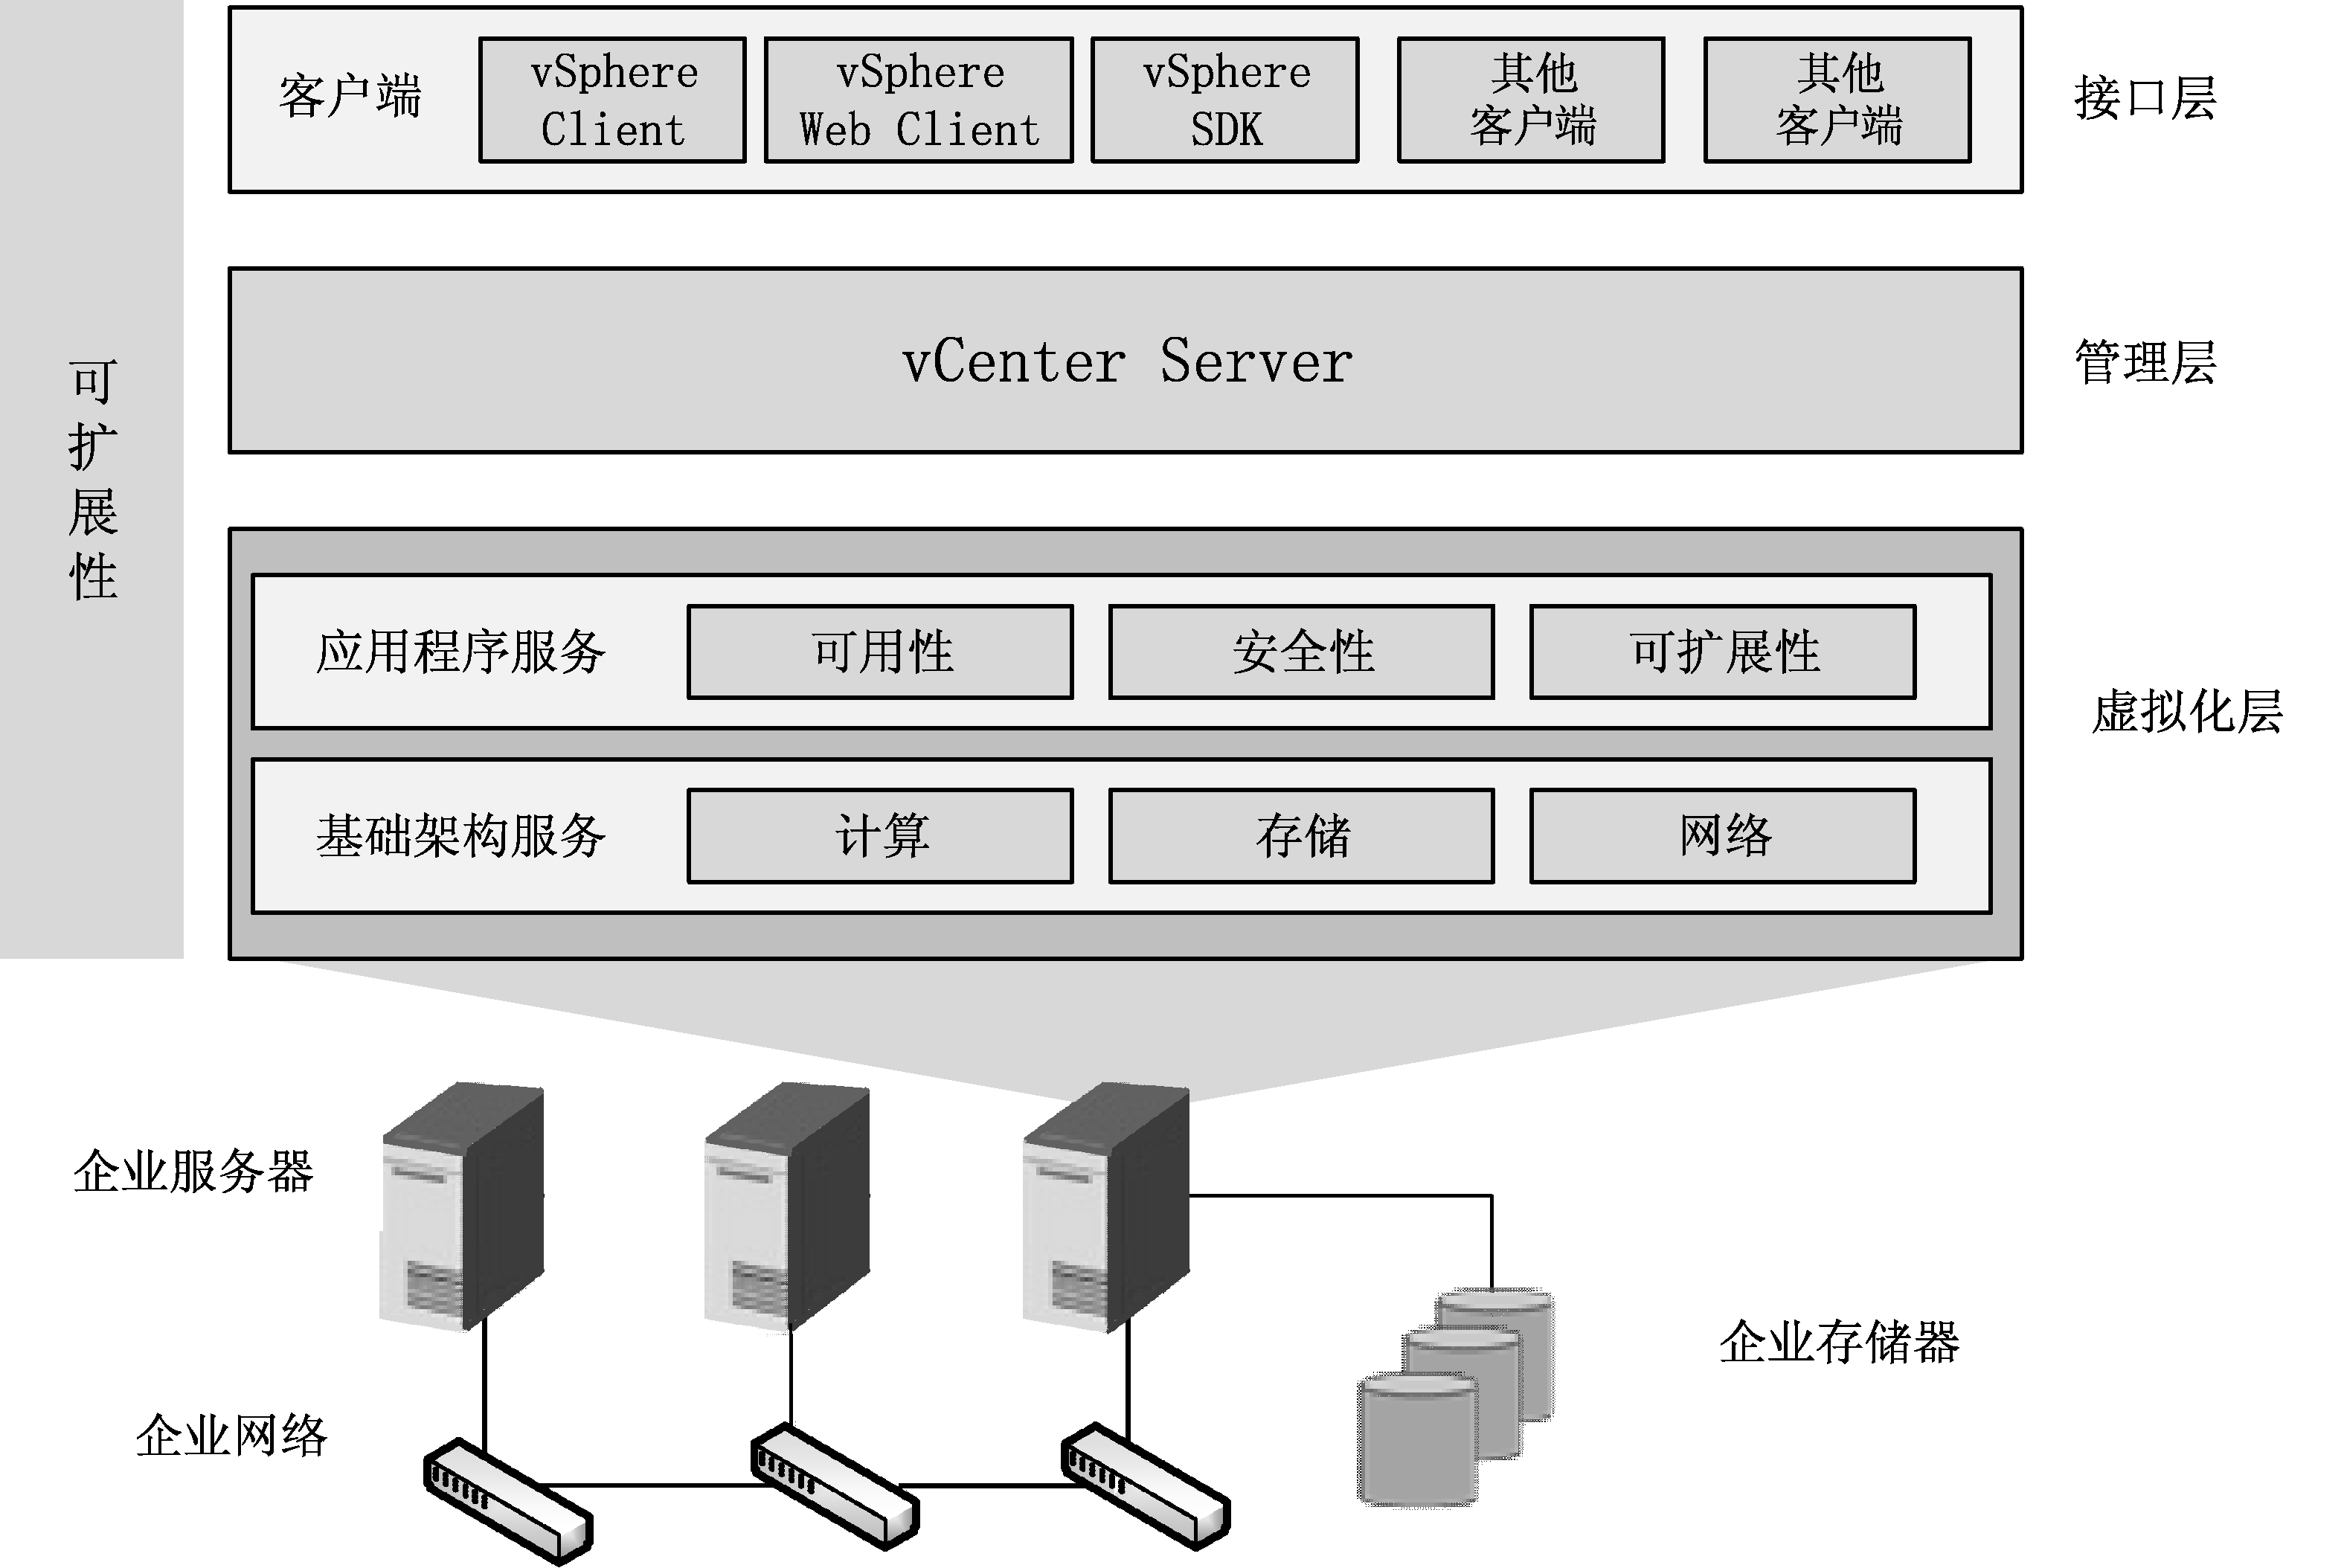 客户端
vSphere
Client
vSphere
Web Client
vSphere
SDK
其他
客户端
其他
客户端
接口层
可扩展性
vCenter Server
管理层
应用程序服务
可用性
安全性
可扩展性
虚拟化层
基础架构服务
计算
存储
网络
企业服务器
企业存储器
企业网络